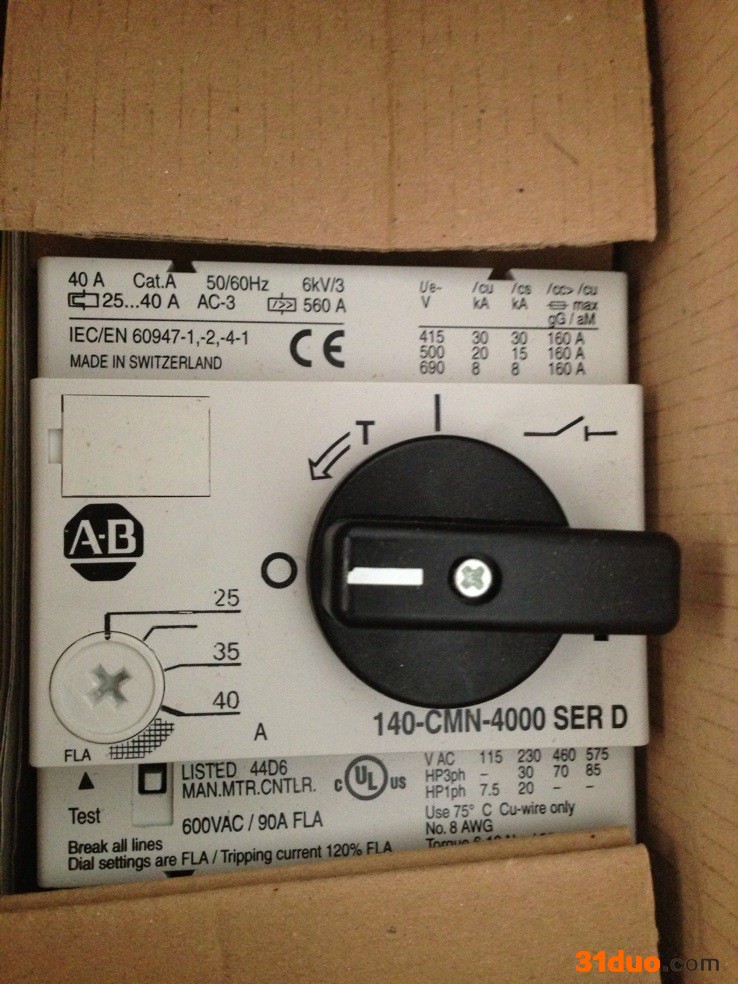 40 A Cat.A 50/60Hz 6kV/3
25...40 A AC-3 560 A
IEC/EN 60947-1,-2,-4-1
MADE IN SWITZERLAND
CE
Ue~ Icu Ics Icc> Icu
V kA kA max
gG / aM
415 30 30 160 A
500 20 15 160 A
690 8 8 160 A
I
T
O
A-B
25
35
40
A
FLA
140-CMN-4000 SER D
Test
LISTED 44D6
MAN.MTR.CNTLR.
c UL US
600VAC / 90A FLA
Break all lines
Dial settings are FLA / Tripping current 120% FLA
V AC 115 230 460 575
HP3ph – 30 70 85
HP1ph 7.5 20 – –
Use 75° C Cu-wire only
No. 8 AWG
Torque
31duo.com